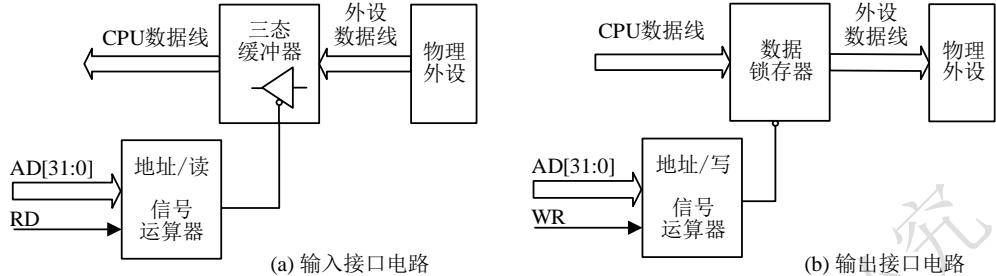 CPU数据线
三态
缓冲器
外设
数据线
物理
外设
AD[31:0]
RD
地址/读
信号
运算器
(a) 输入接口电路
CPU数据线
数据
锁存器
外设
数据线
物理
外设
AD[31:0]
WR
地址/写
信号
运算器
(b) 输出接口电路
究